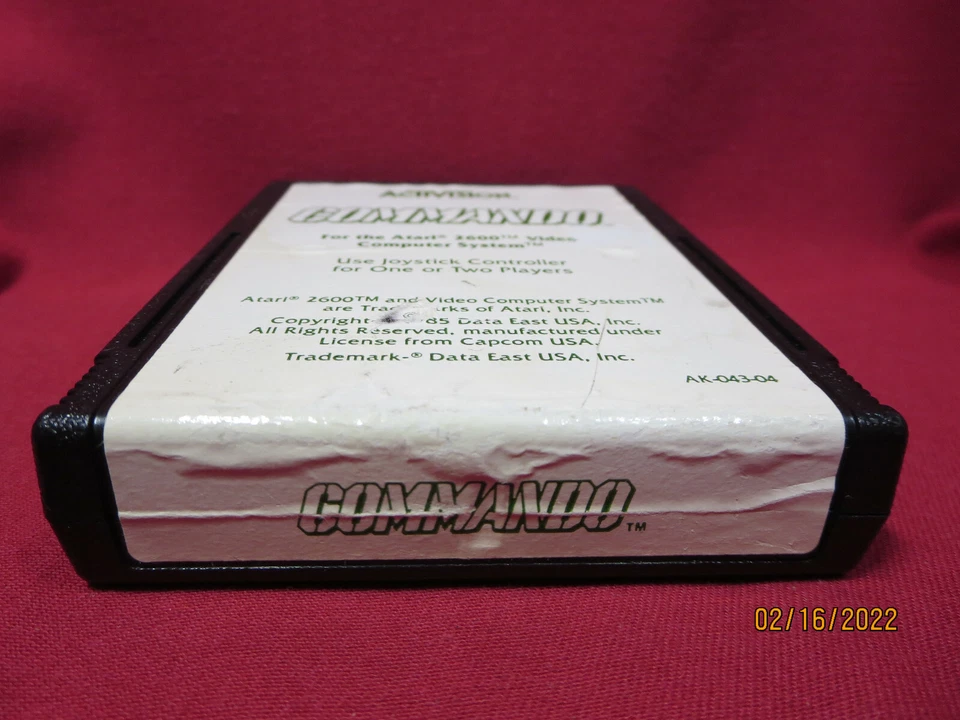 ACTIVISION
COMMANDO
For the Atari® 2600™ Video
Computer System™
Use Joystick Controller
for One or Two Players
Atari® 2600™ and Video Computer System™
are of Atari, Inc.
Copyright- 85 Data East USA, Inc.
All Rights Reserved, manufactured under
License from Capcom USA.
Trademark-® Data East USA, Inc.
AK-043-04
COMMANDO™
02/16/2022